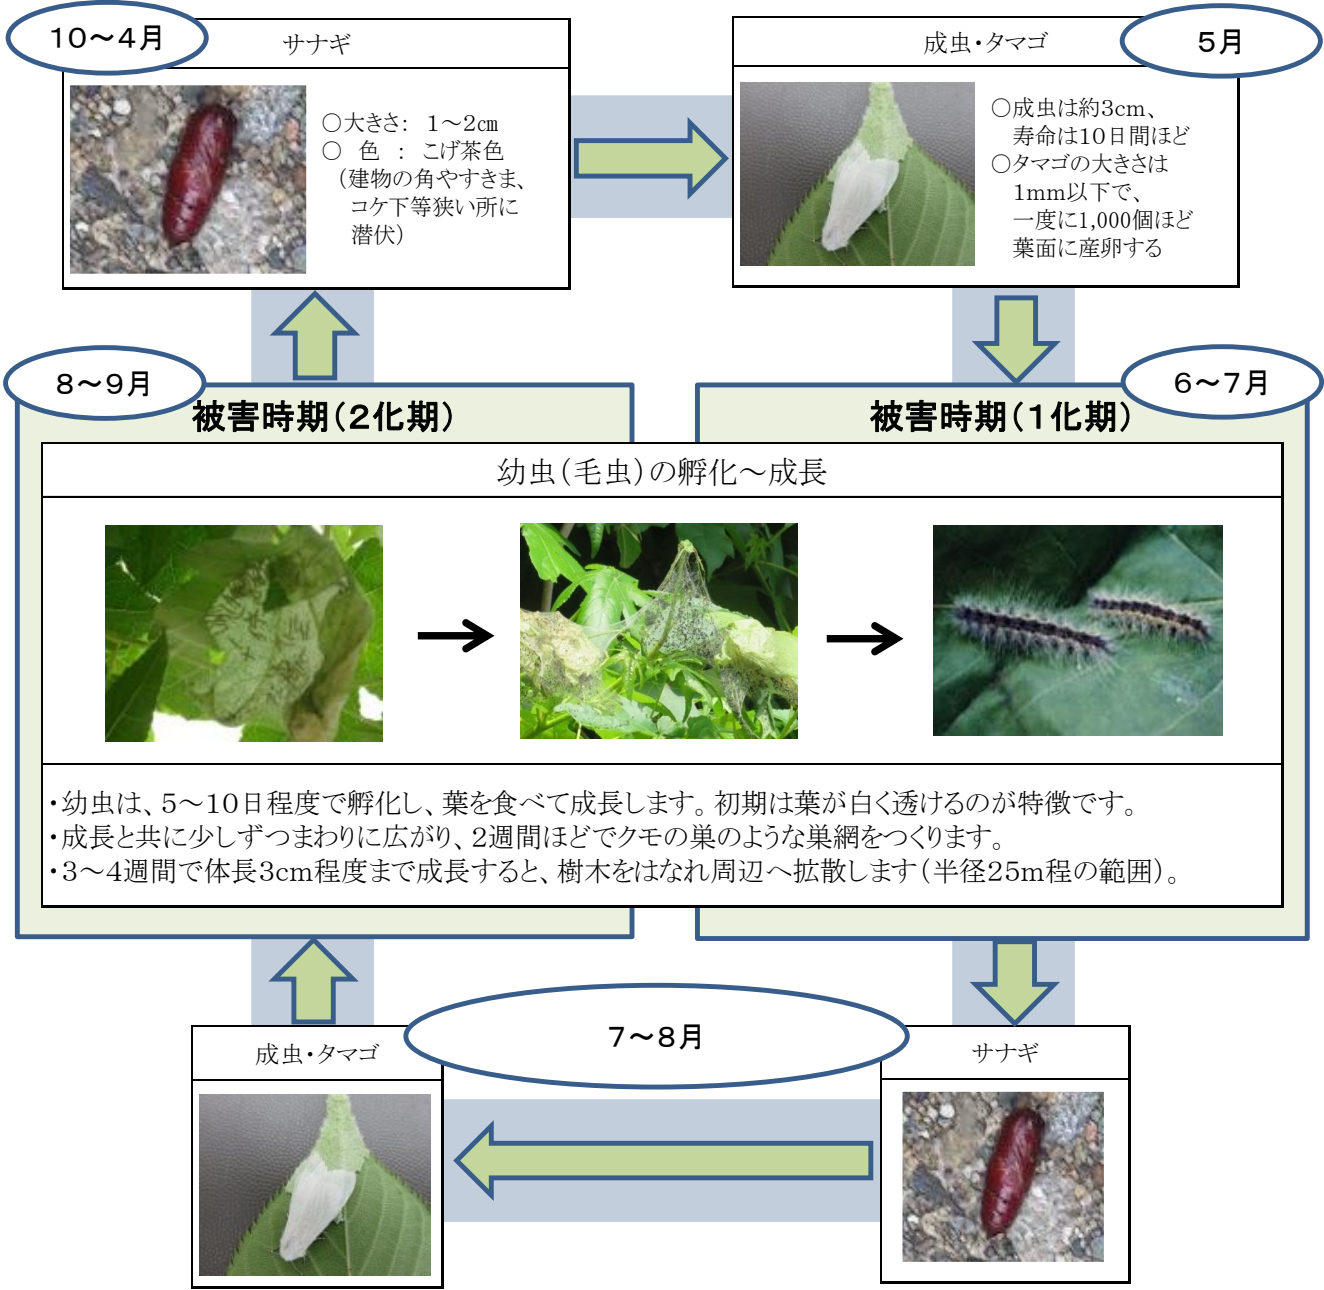 10～4月
サナギ
○大きさ: 1～2㎝
○ 色 : こげ茶色
(建物の角やすきま、
コケ下等狭い所に
潜伏)
成虫・タマゴ
5月
○成虫は約3cm、
寿命は10日間ほど
○タマゴの大きさは
1mm以下で、
一度に1,000個ほど
葉面に産卵する
8～9月
被害時期(2化期)
6～7月
被害時期(1化期)
幼虫(毛虫)の孵化～成長
・幼虫は、5～10日程度で孵化し、葉を食べて成長します。初期は葉が白く透けるのが特徴です。
・成長と共に少しずつまわりに広がり、2週間ほどでクモの巣のような巣網をつくります。
・3～4週間で体長3cm程度まで成長すると、樹木をはなれ周辺へ拡散します(半径25m程の範囲)。
7～8月
成虫・タマゴ
サナギ